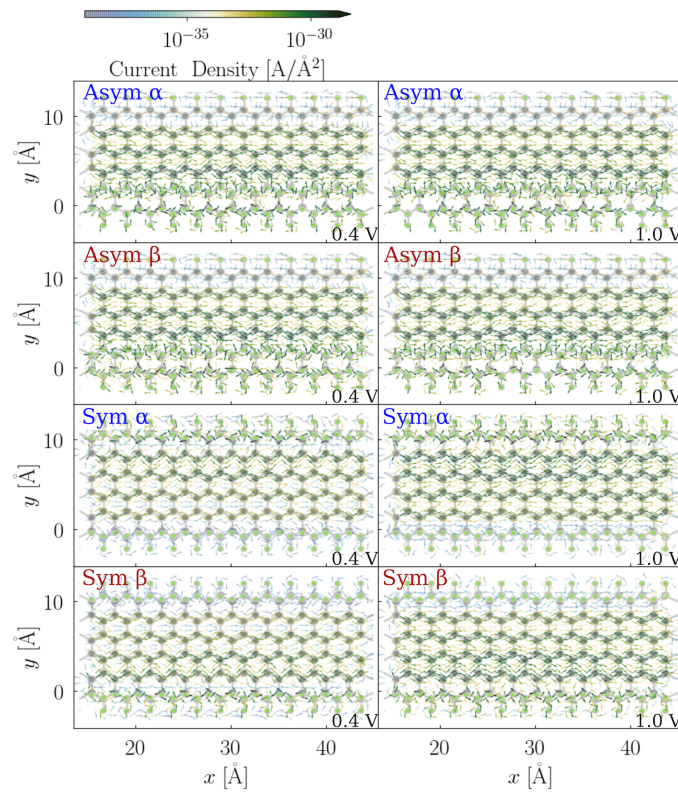 10^{-35} 10^{-30}
Current Density [A/Å^2]
Asym α Asym α
10
0
y [Å]
0.4 V 1.0 V
Asym β Asym β
10
0
y [Å]
0.4 V 1.0 V
Sym α Sym α
10
0
y [Å]
0.4 V 1.0 V
Sym β Sym β
10
0
y [Å]
0.4 V 1.0 V
20 30 40 20 30 40
x [Å] x [Å]